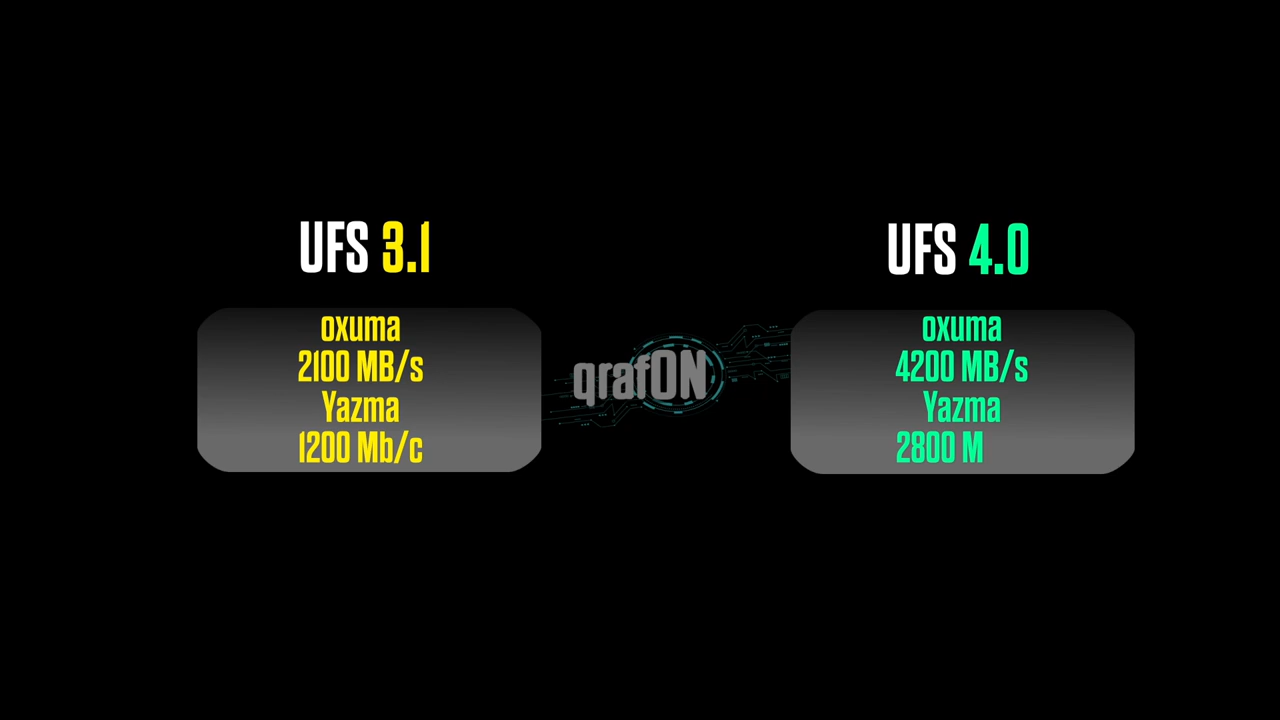 UFS 3.1
oxuma
2100 MB/s
Yazma
1200 Mb/c
qrafON
UFS 4.0
oxuma
4200 MB/s
Yazma
2800 M